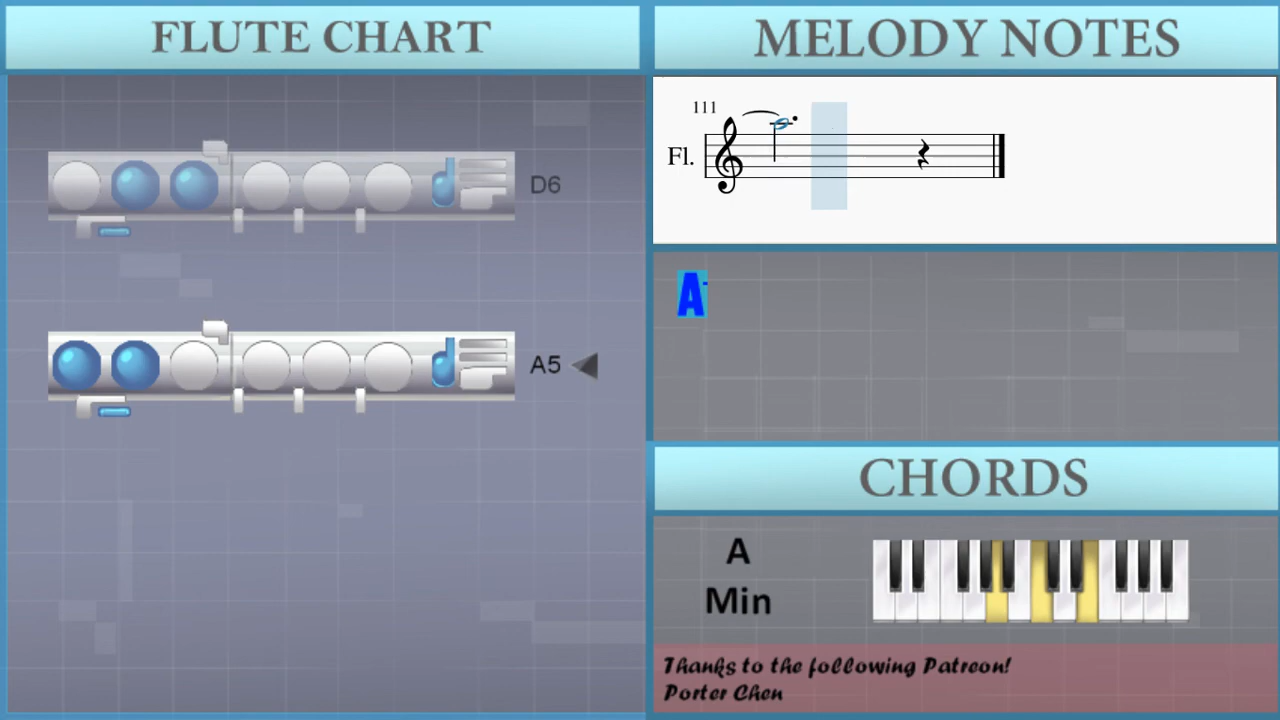 FLUTE CHART
MELODY NOTES
111
Fl.
D6
A5
A
CHORDS
A
Min
Thanks to the following Patreon!
Porter Chen